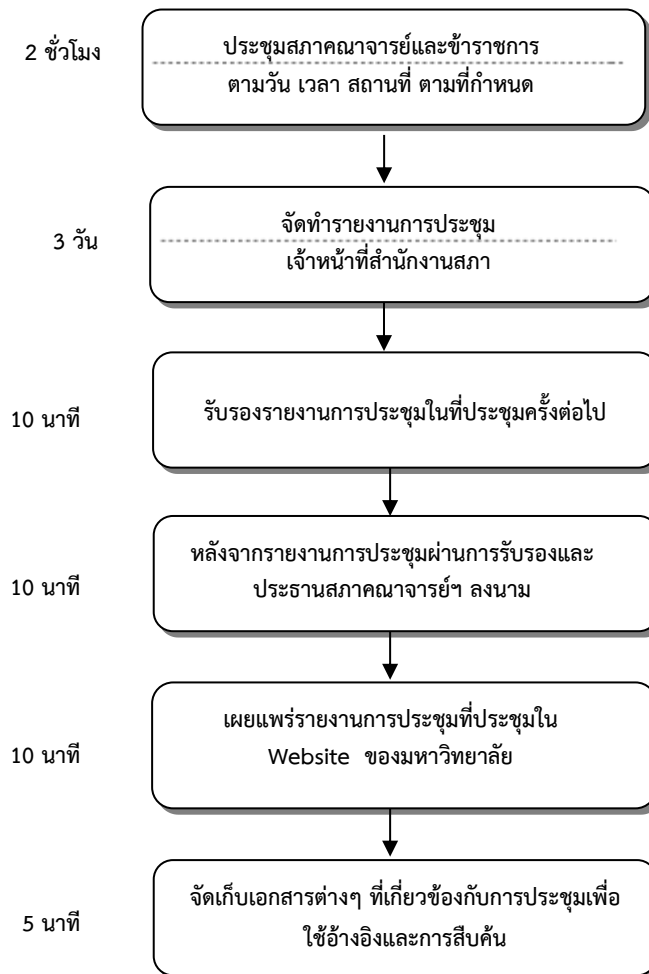 2 ชั่วโมง
ประชุมสภาคณาจารย์และข้าราชการ
ตามวัน เวลา สถานที่ ตามที่กำหนด
3 วัน
จัดทำรายงานการประชุม
เจ้าหน้าที่สำนักงานสภา
10 นาที
รับรองรายงานการประชุมในที่ประชุมครั้งต่อไป
10 นาที
หลังจากรายงานการประชุมผ่านการรับรองและ
ประธานสภาคณาจารย์ฯ ลงนาม
10 นาที
เผยแพร่รายงานการประชุมที่ประชุมใน
Website ของมหาวิทยาลัย
5 นาที
จัดเก็บเอกสารต่างๆ ที่เกี่ยวข้องกับการประชุมเพื่อ
ใช้อ้างอิงและการสืบค้น